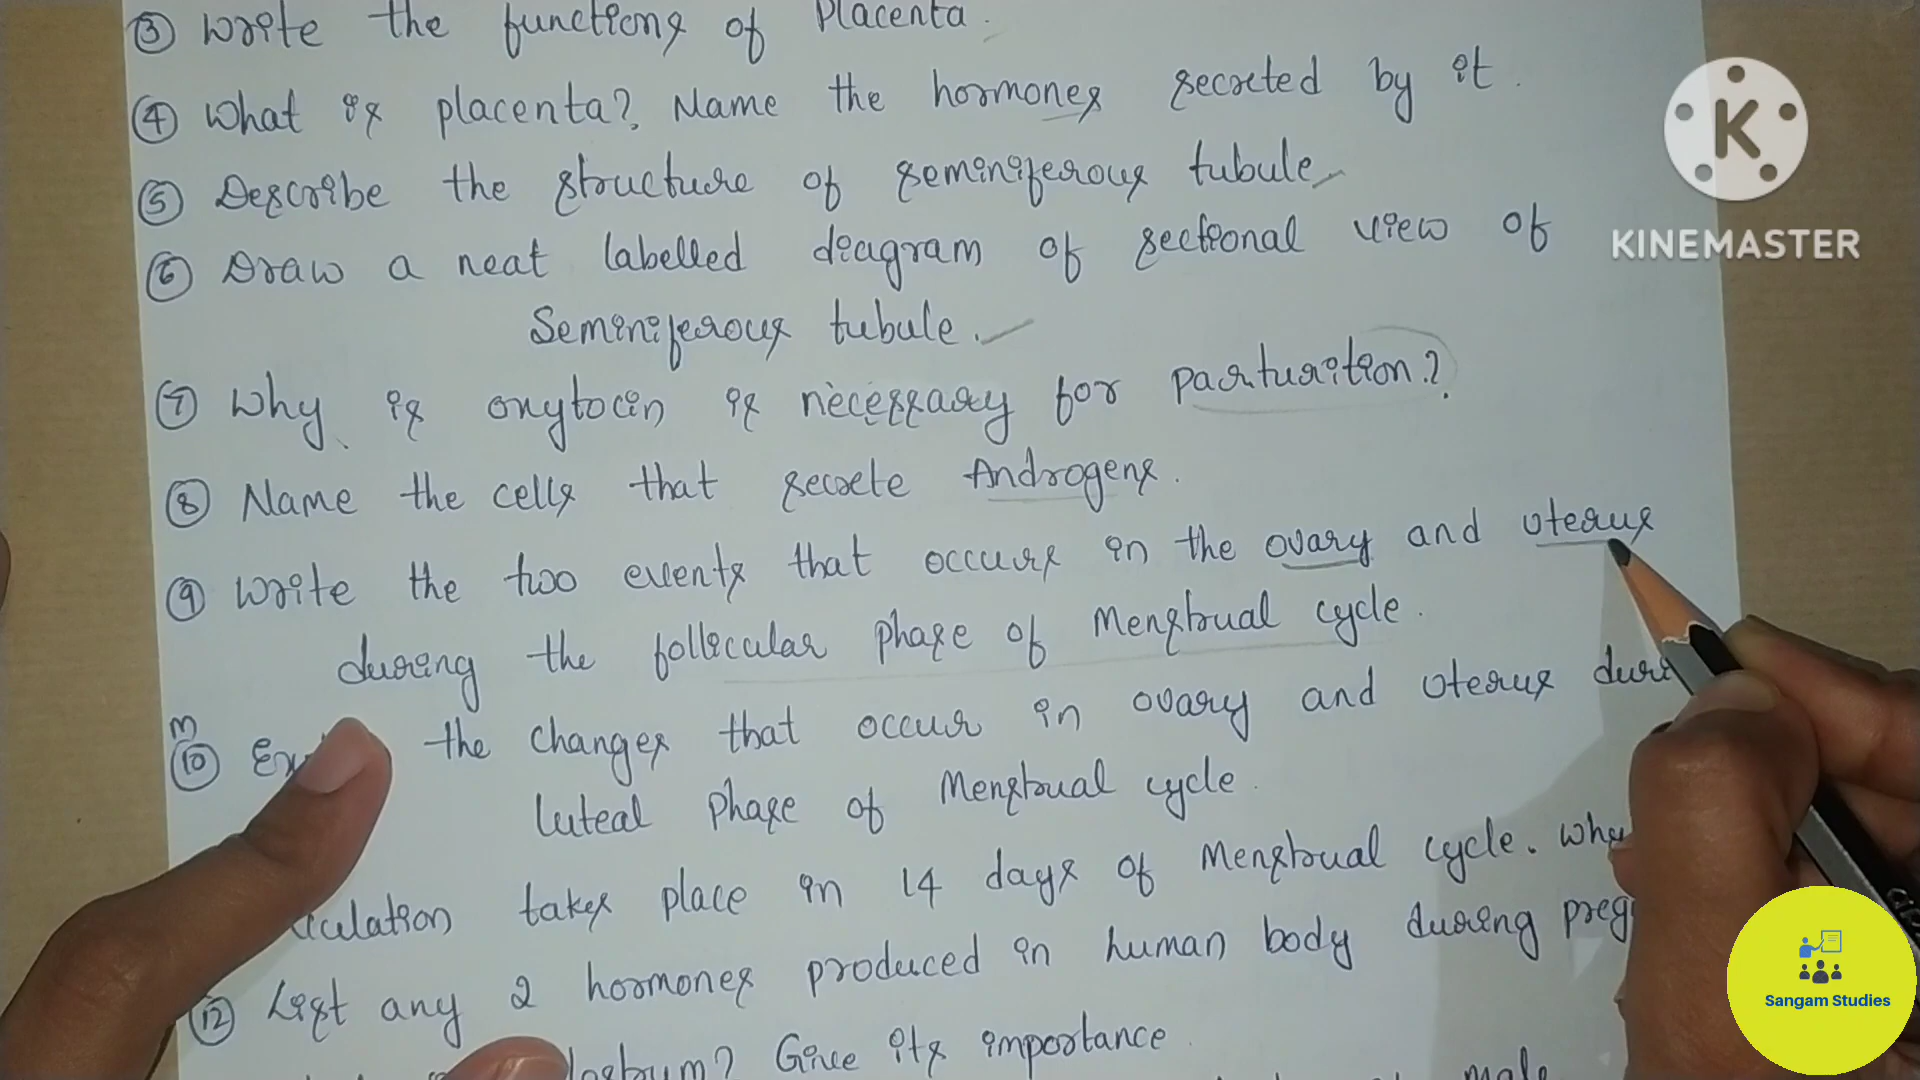 ③ Write the functions of Placenta.
④ What is placenta? Name the hormones secreted by it.
⑤ Describe the structure of seminiferous tubule
⑥ Draw a neat labelled diagram of sectional view of
Seminiferous tubule.
⑦ Why is oxytocin is necessary for parturition?
⑧ Name the cells that secrete Androgens.
⑨ Write the two events that occurs in the ovary and uterus
during the follicular phase of Menstrual cycle.
M
⑩ the changes that occur in ovary and uterus
luteal phase of Menstrual cycle.
takes place in 14 days of Menstrual cycle.
⑫ List any 2 hormones produced in human body during
Give its importance
KINEMASTER
K
Sangam Studies